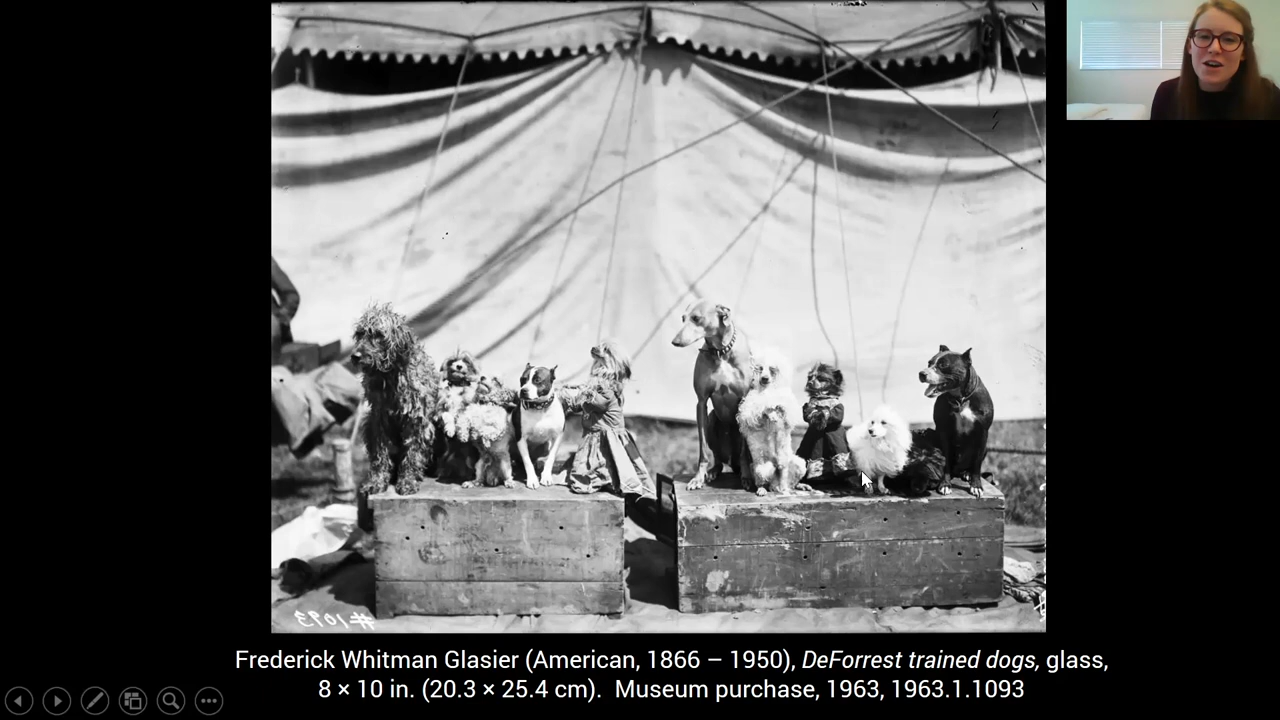 #1093
Frederick Whitman Glasier (American, 1866 – 1950), DeForrest trained dogs, glass,
8 × 10 in. (20.3 × 25.4 cm). Museum purchase, 1963, 1963.1.1093